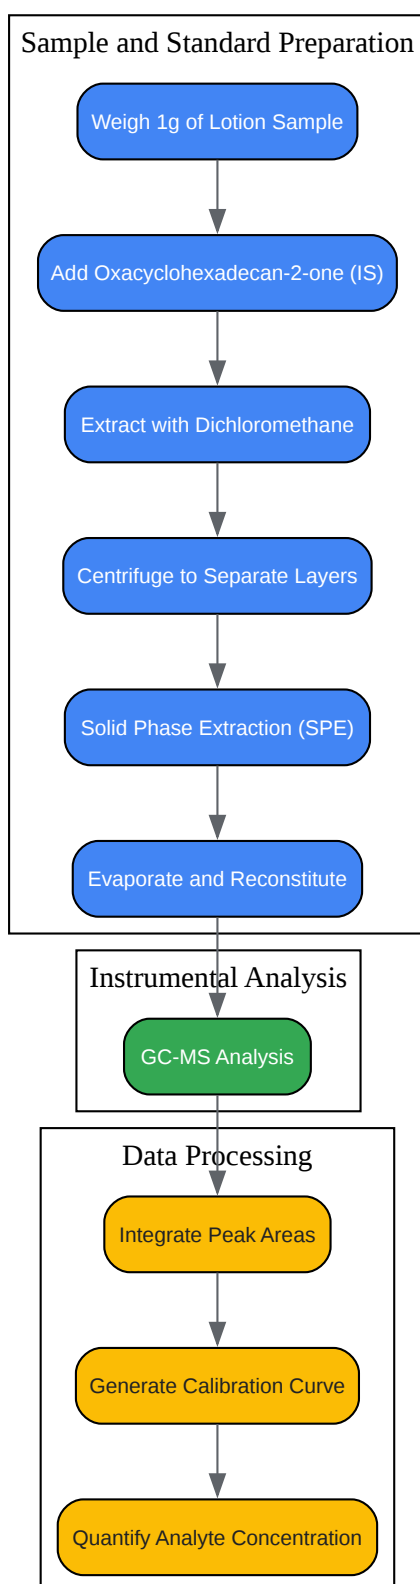 Sample and Standard Preparation
Weigh 1g of Lotion Sample
Add Oxacyclohexadecan-2-one (IS)
Extract with Dichloromethane
Centrifuge to Separate Layers
Solid Phase Extraction (SPE)
Evaporate and Reconstitute
Instrumental Analysis
GC-MS Analysis
Data Processing
Integrate Peak Areas
Generate Calibration Curve
Quantify Analyte Concentration